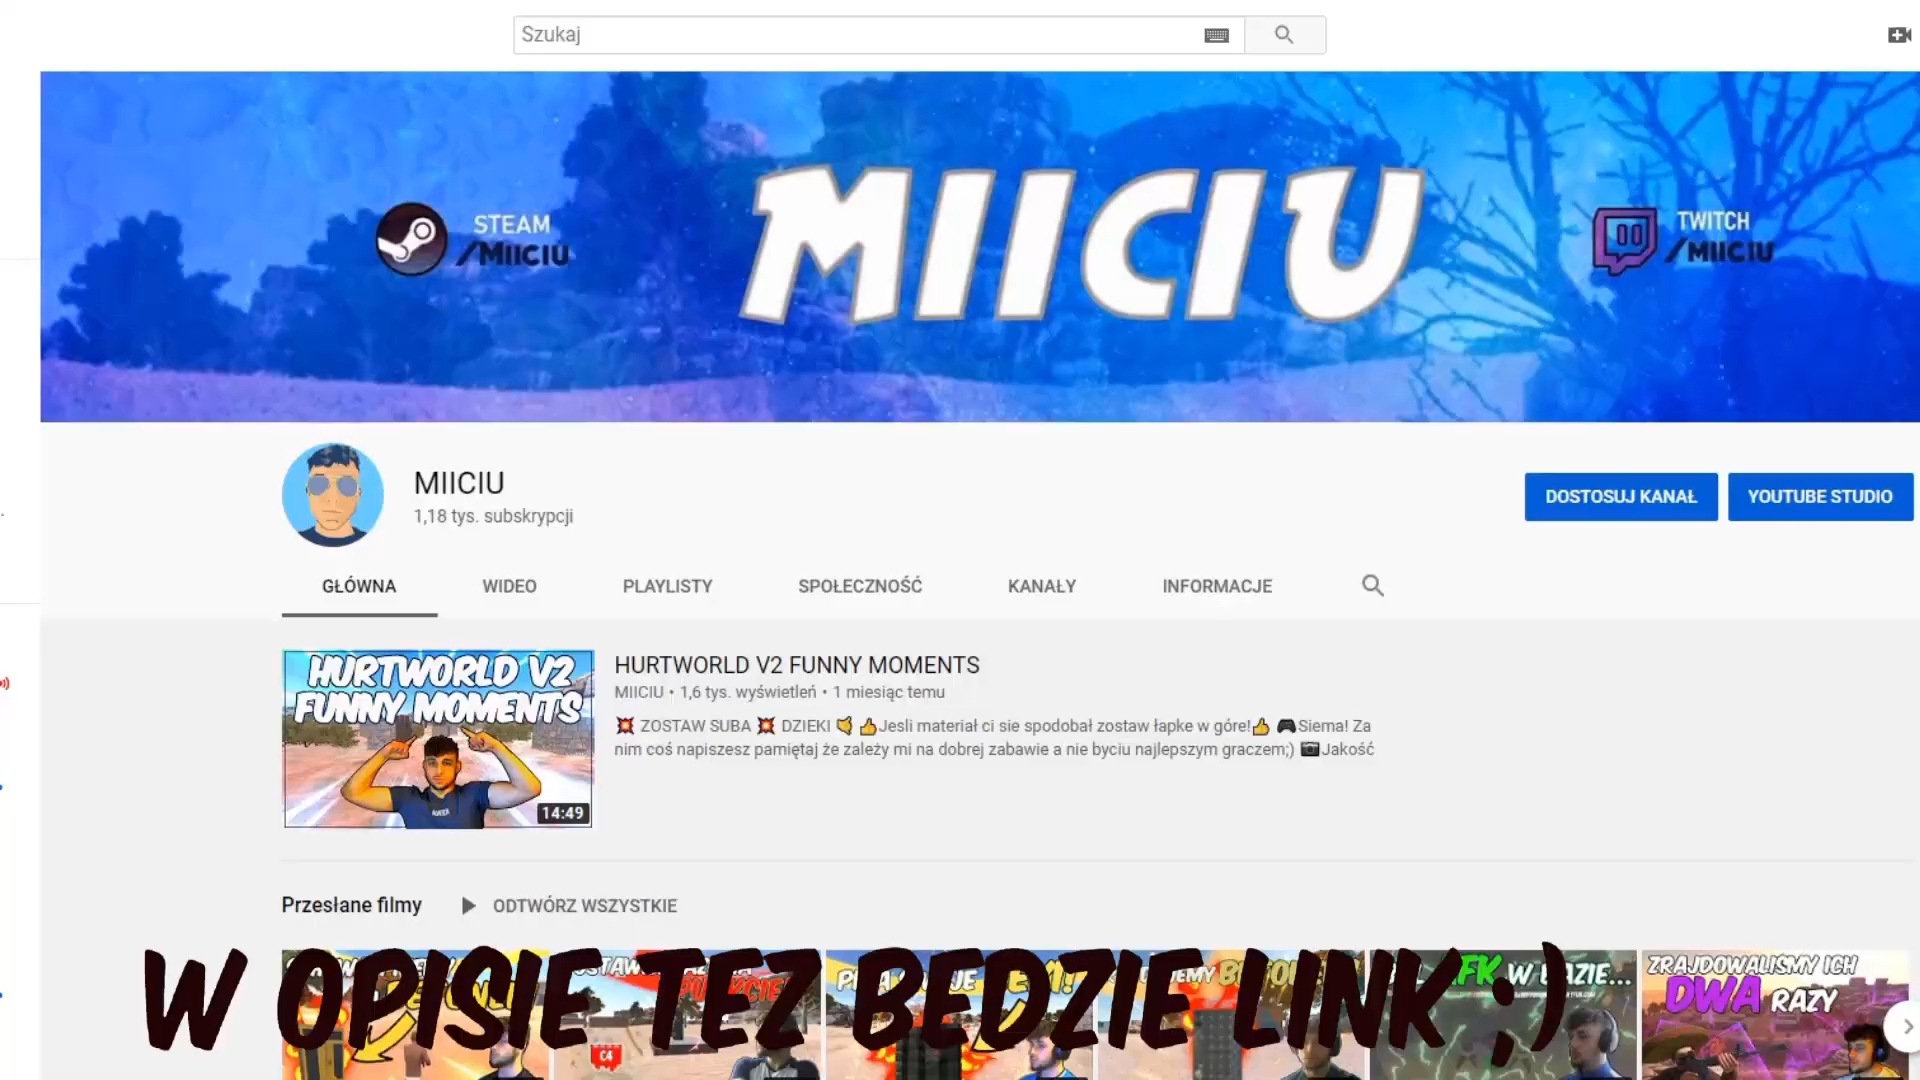 Szukaj
STEAM
/MIICIU
MIICIU
TWITCH
/MIICIU
MIICIU
1,18 tys. subskrypcji
DOSTOSUJ KANAŁ
YOUTUBE STUDIO
GŁÓWNA
WIDEO
PLAYLISTY
SPOŁECZNOŚĆ
KANAŁY
INFORMACJE
HURTWORLD V2
FUNNY MOMENTS
14:49
HURTWORLD V2 FUNNY MOMENTS
MIICIU • 1,6 tys. wyświetleń • 1 miesiąc temu
💥 ZOSTAW SUBA 💥 DZIEKI 🤙 👍Jesli materiał ci sie spodobał zostaw łapke w góre!👍 🎮Siema! Za
nim coś napiszesz pamiętaj że zależy mi na dobrej zabawie a nie byciu najlepszym graczem;) 📷Jakość
Przesłane filmy
ODTWÓRZ WSZYSTKIE
W OPISIE TEZ BEDZIE LINK ;)
W BAZIE...
C4
ZRAJDOWALISMY ICH
DWA RAZY